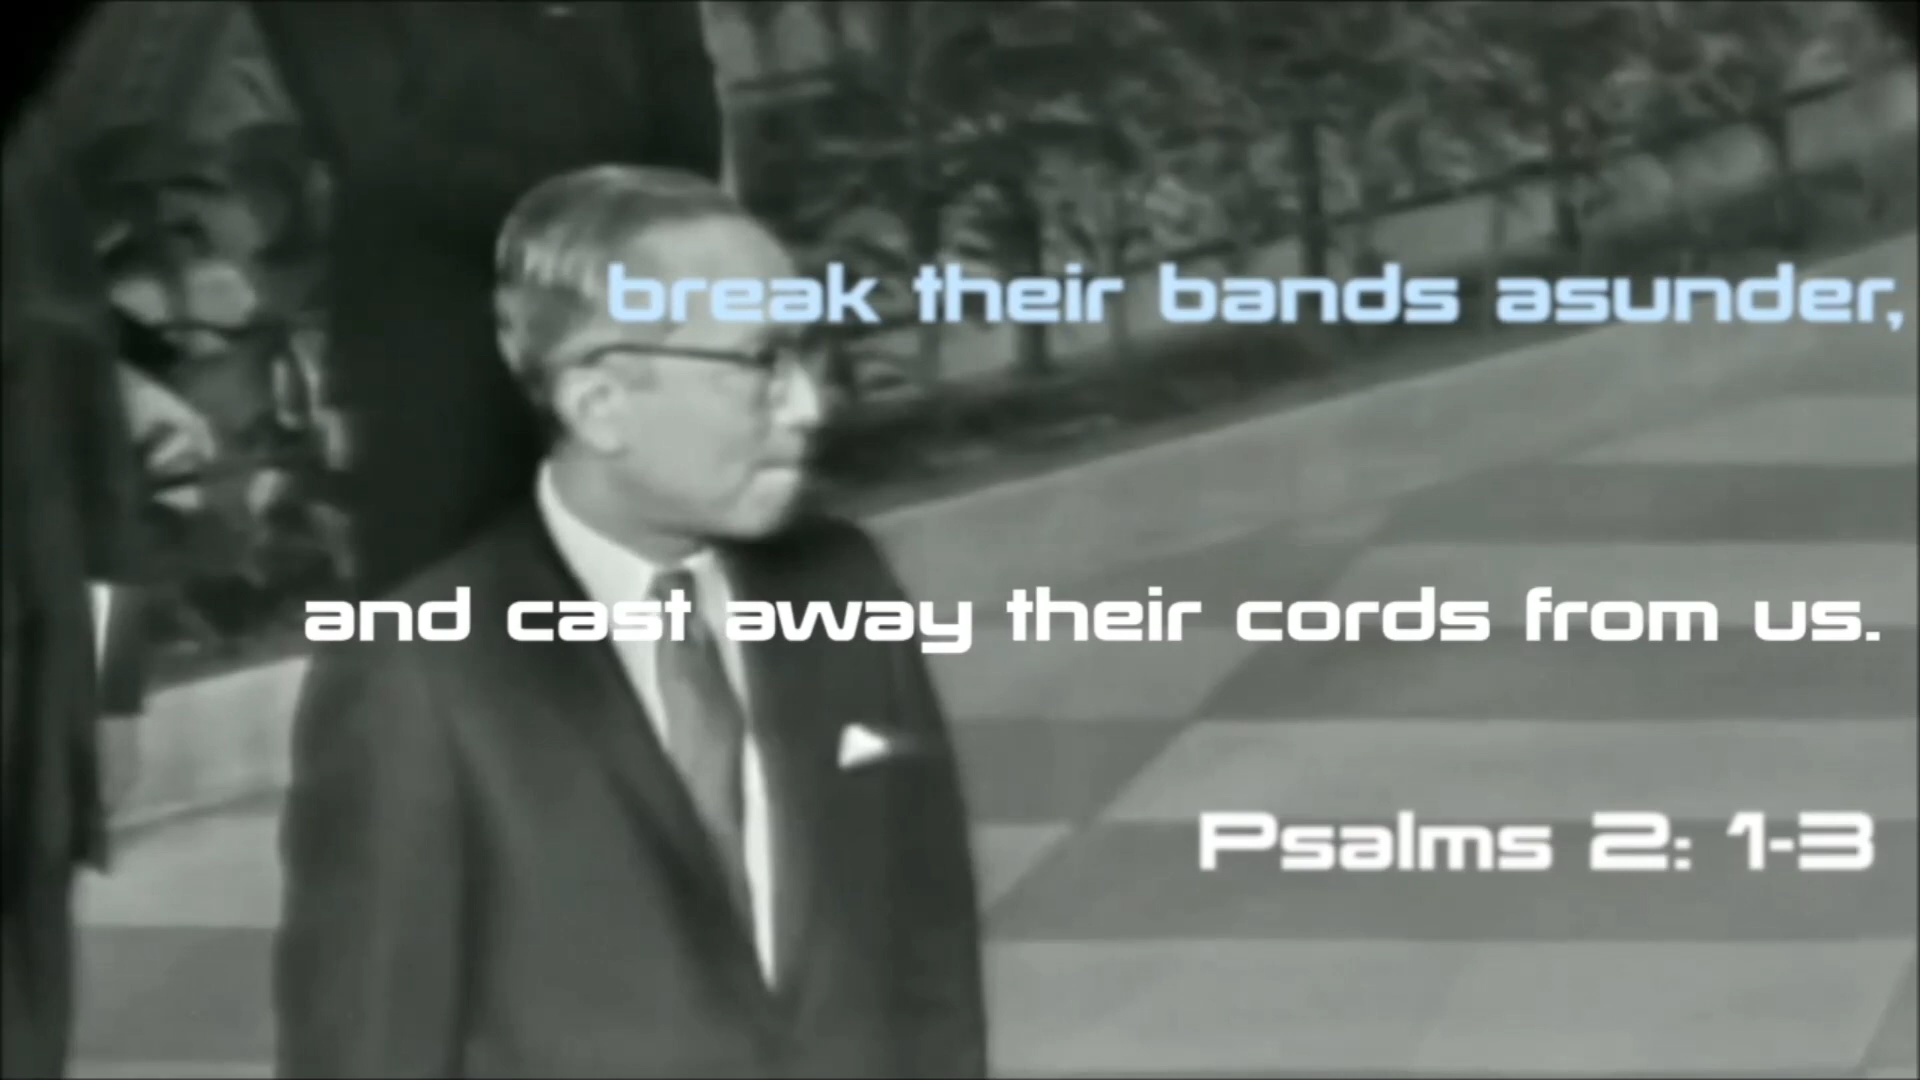 break their bands asunder,
and cast away their cords from us.
Psalms 2: 1-3